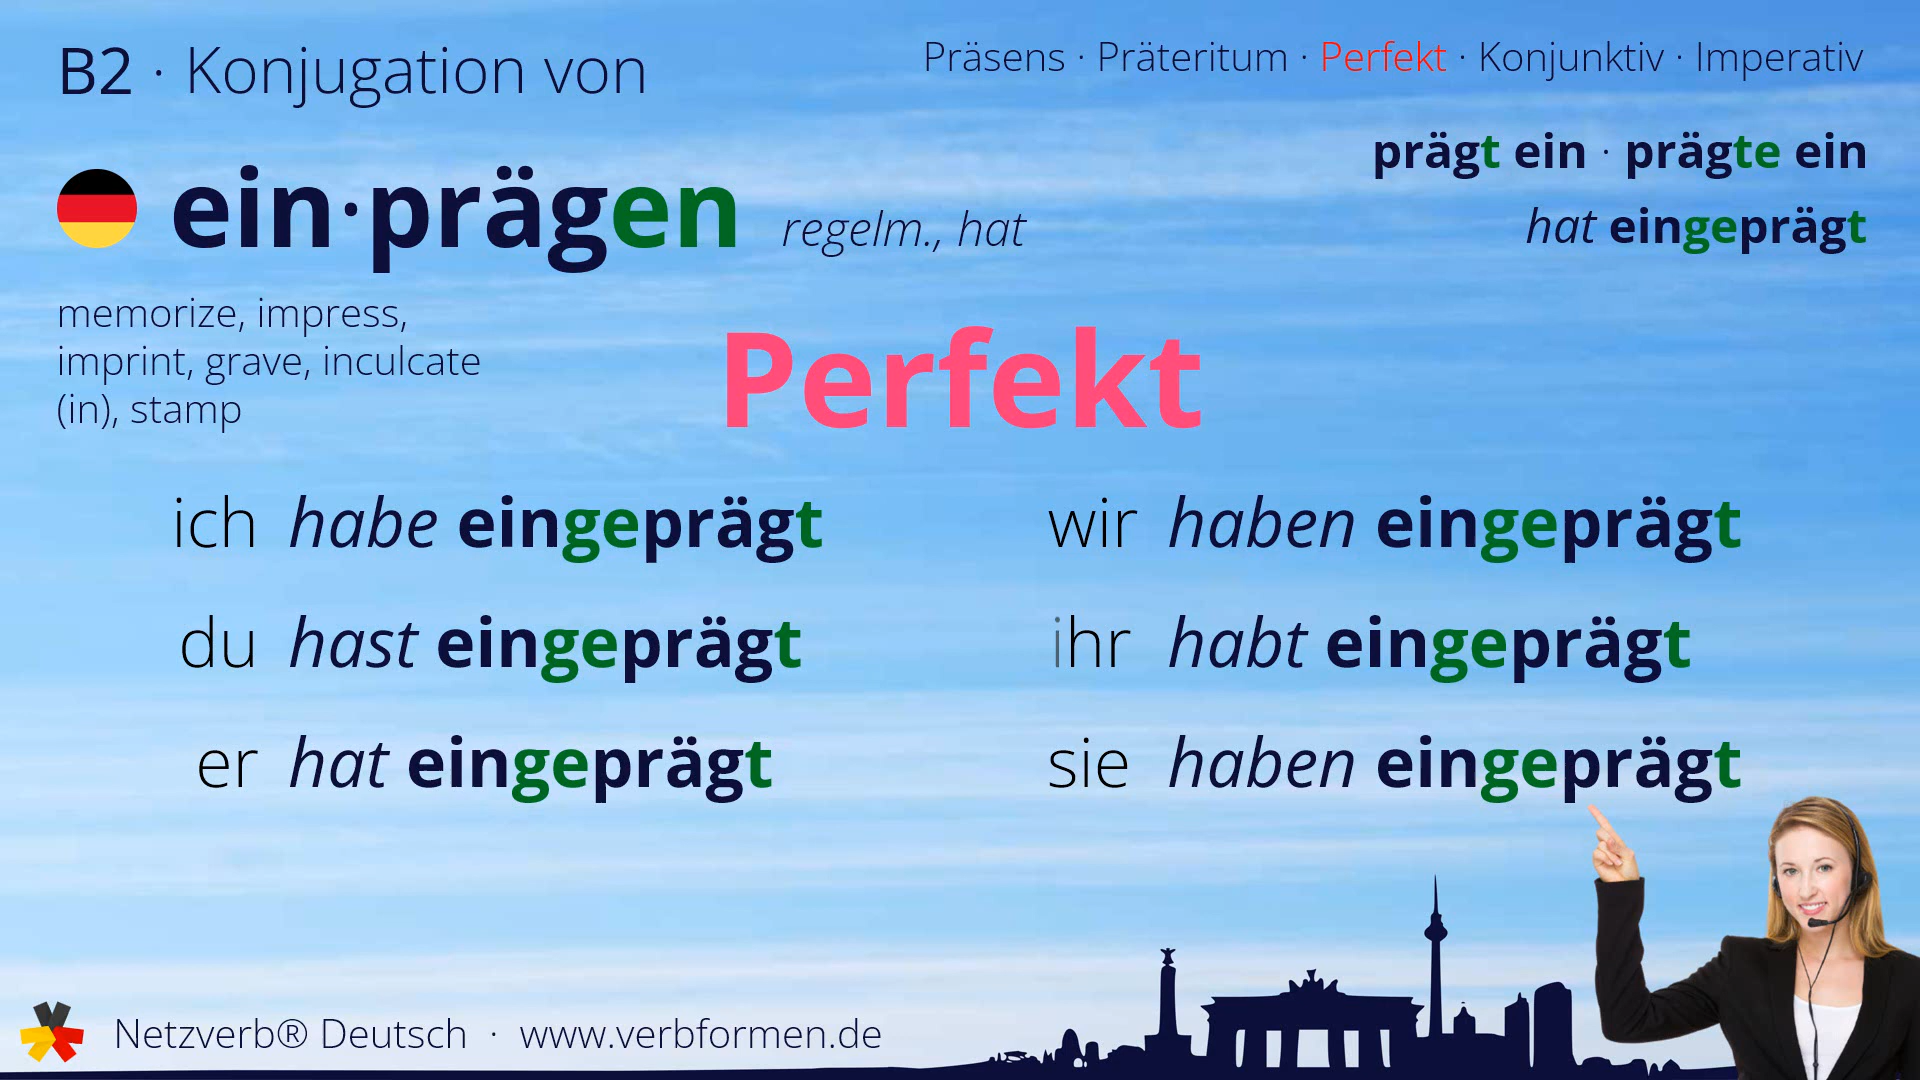 B2 · Konjugation von
Präsens · Präteritum · Perfekt · Konjunktiv · Imperativ
ein·prägen regelm., hat
prägt ein · prägte ein
hat eingeprägt
memorize, impress,
imprint, grave, inculcate
(in), stamp
Perfekt
ich habe eingeprägt
du hast eingeprägt
er hat eingeprägt
wir haben eingeprägt
ihr habt eingeprägt
sie haben eingeprägt
Netzverb® Deutsch · www.verbformen.de